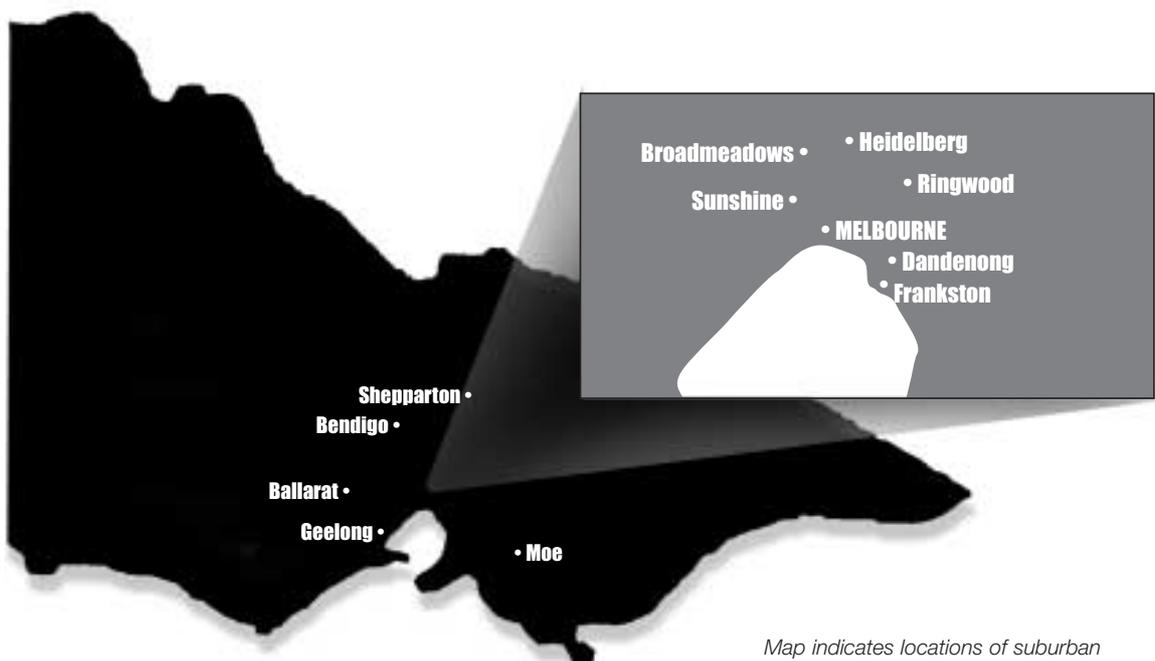 Broadmeadows
Heidelberg
Ringwood
Sunshine
MELBOURNE
Dandenong
Frankston
Shepparton
Bendigo
Ballarat
Geelong
Moe
Map indicates locations of suburban